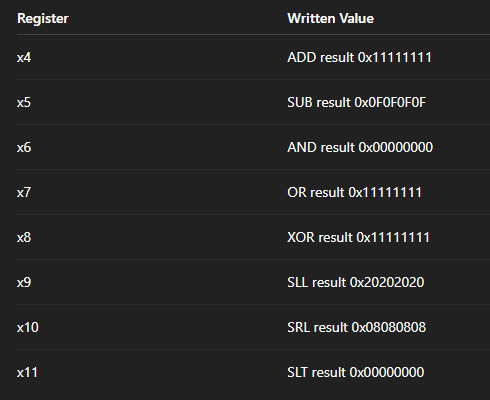 Register Written Value
x4 ADD result 0x11111111
x5 SUB result 0x0F0F0F0F
x6 AND result 0x00000000
x7 OR result 0x11111111
x8 XOR result 0x11111111
x9 SLL result 0x20202020
x10 SRL result 0x08080808
x11 SLT result 0x00000000